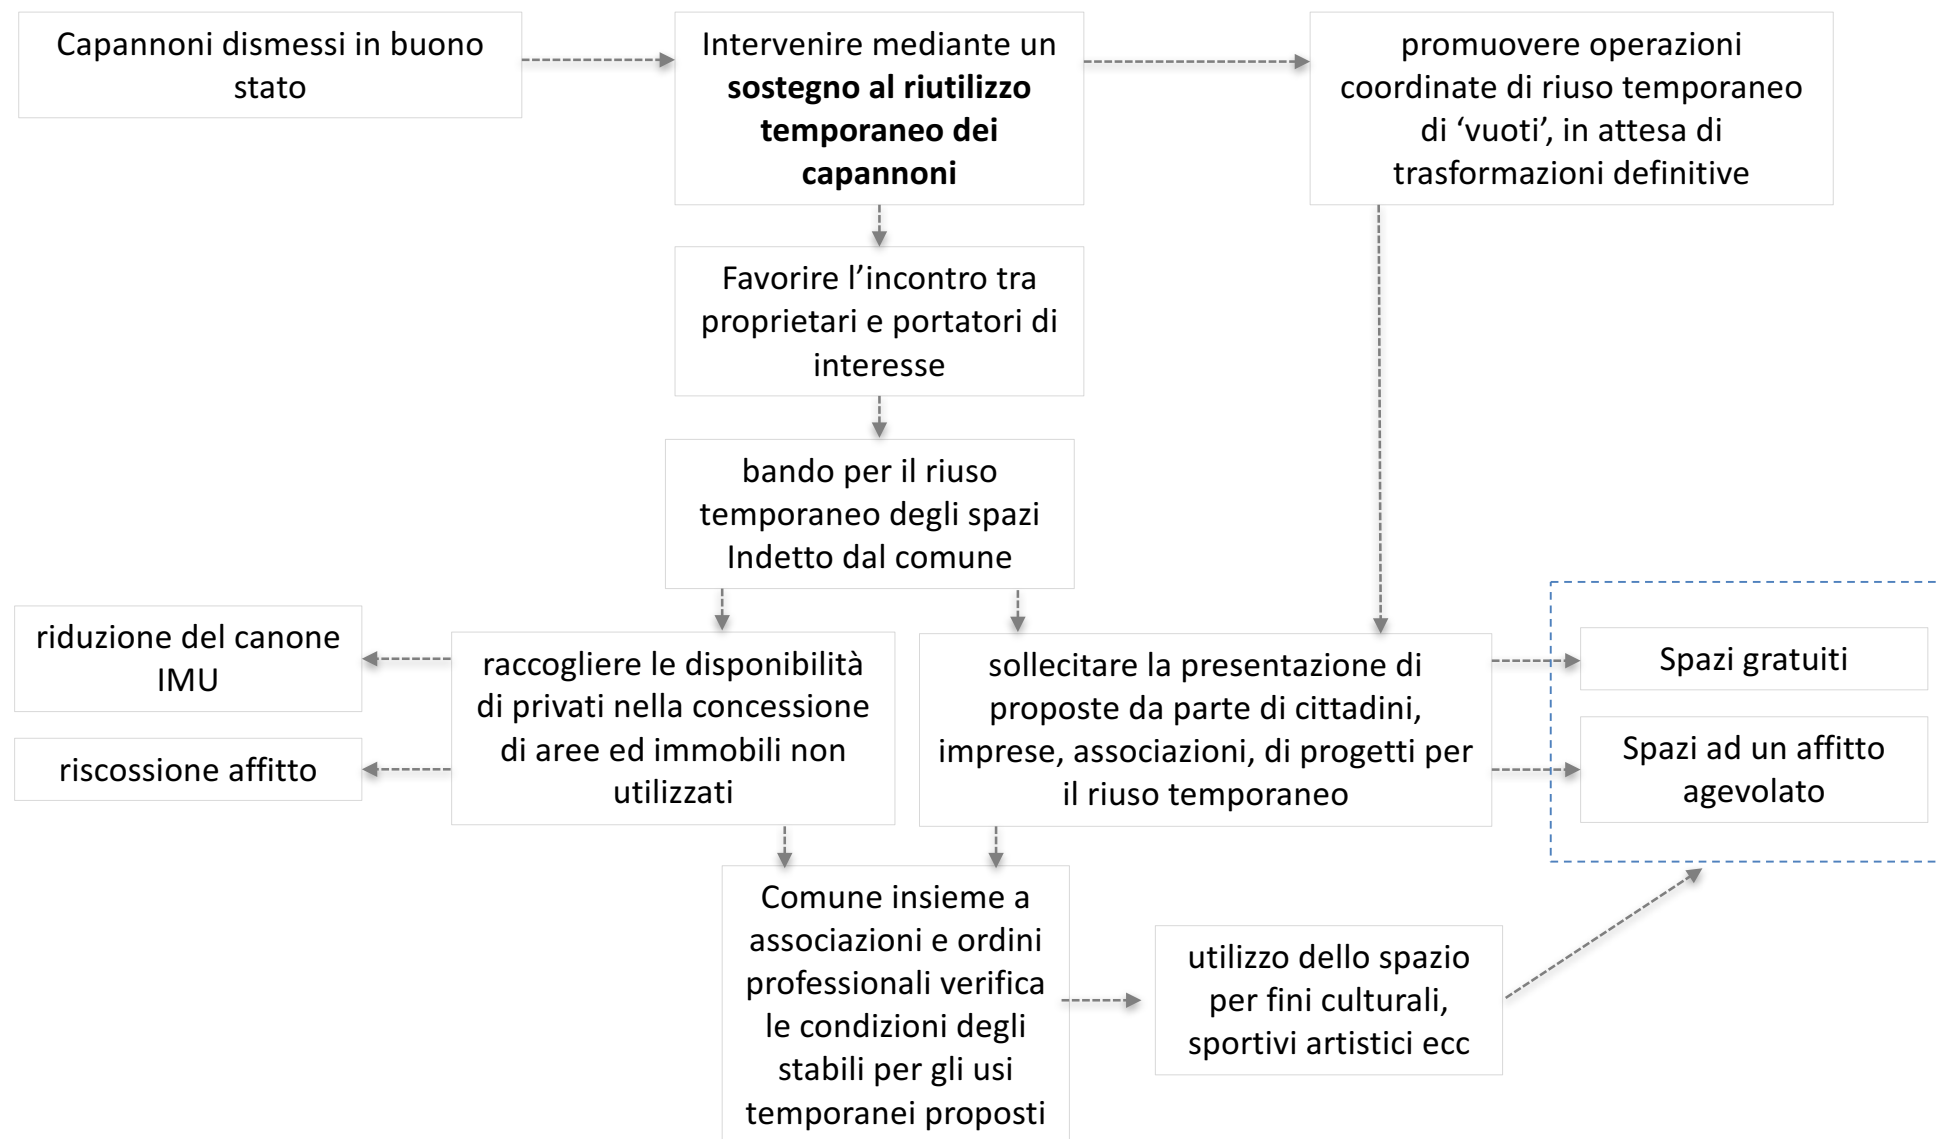 Capannoni dismessi in buono
stato
Intervenire mediante un
sostegno al riutilizzo
temporaneo dei
capannoni
promuovere operazioni
coordinate di riuso temporaneo
di ‘vuoti’, in attesa di
trasformazioni definitive
Favorire l’incontro tra
proprietari e portatori di
interesse
bando per il riuso
temporaneo degli spazi
Indetto dal comune
riduzione del canone
IMU
riscossione affitto
raccogliere le disponibilità
di privati nella concessione
di aree ed immobili non
utilizzati
sollecitare la presentazione di
proposte da parte di cittadini,
imprese, associazioni, di progetti per
il riuso temporaneo
Spazi gratuiti
Spazi ad un affitto
agevolato
Comune insieme a
associazioni e ordini
professionali verifica
le condizioni degli
stabili per gli usi
temporanei proposti
utilizzo dello spazio
per fini culturali,
sportivi artistici ecc